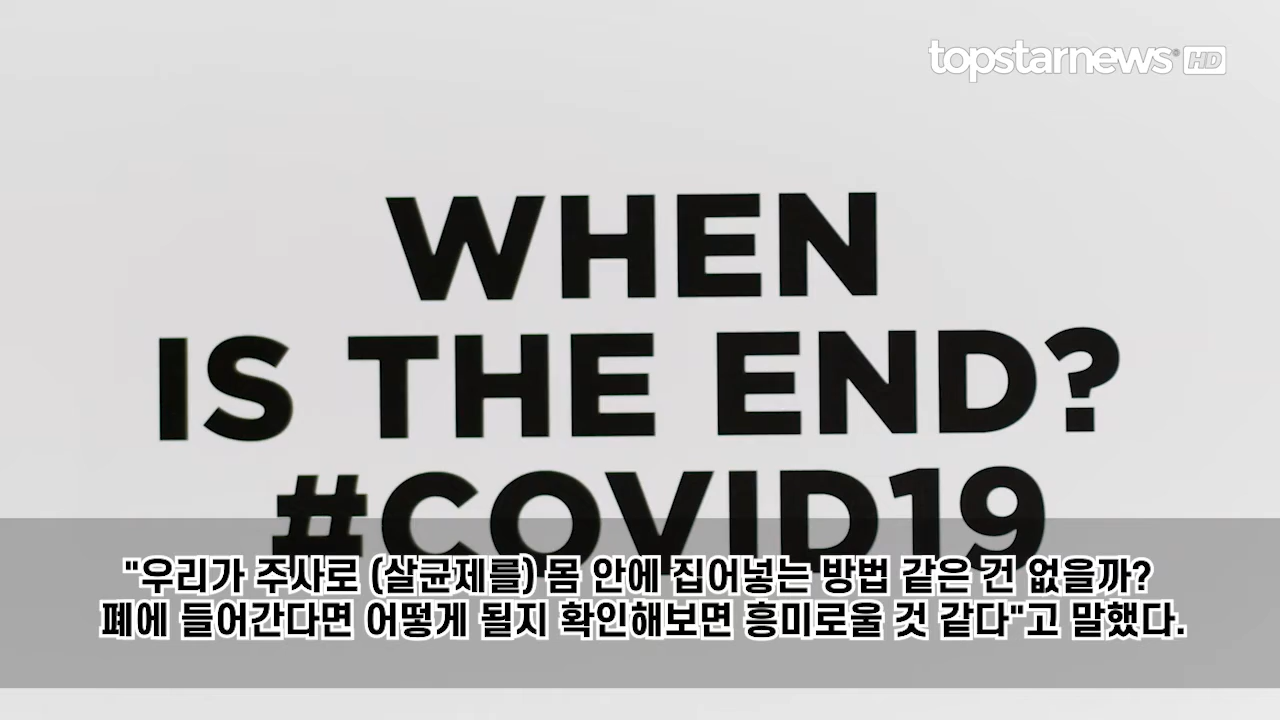 topstarnews HD
WHEN
IS THE END?
#COVID19
"우리가 주사로 (살균제를) 몸 안에 집어넣는 방법 같은 건 없을까?
폐에 들어간다면 어떻게 될지 확인해보면 흥미로울 것 같다"고 말했다.